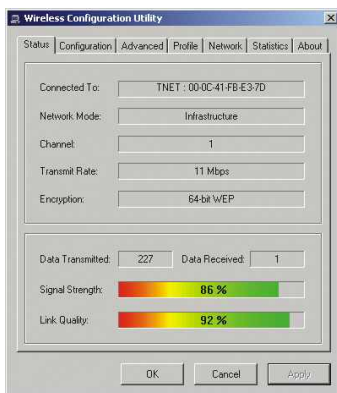 Wireless Configuration Utility
Status Configuration Advanced Profile Network Statistics About
Connected To: TNET : 00-0C-41-FB-E3-7D
Network Mode: Infrastructure
Channel: 1
Transmit Rate: 11 Mbps
Encryption: 64-bit WEP
Data Transmitted: 227 Data Received: 1
Signal Strength: 86 %
Link Quality: 92 %
OK Cancel Apply